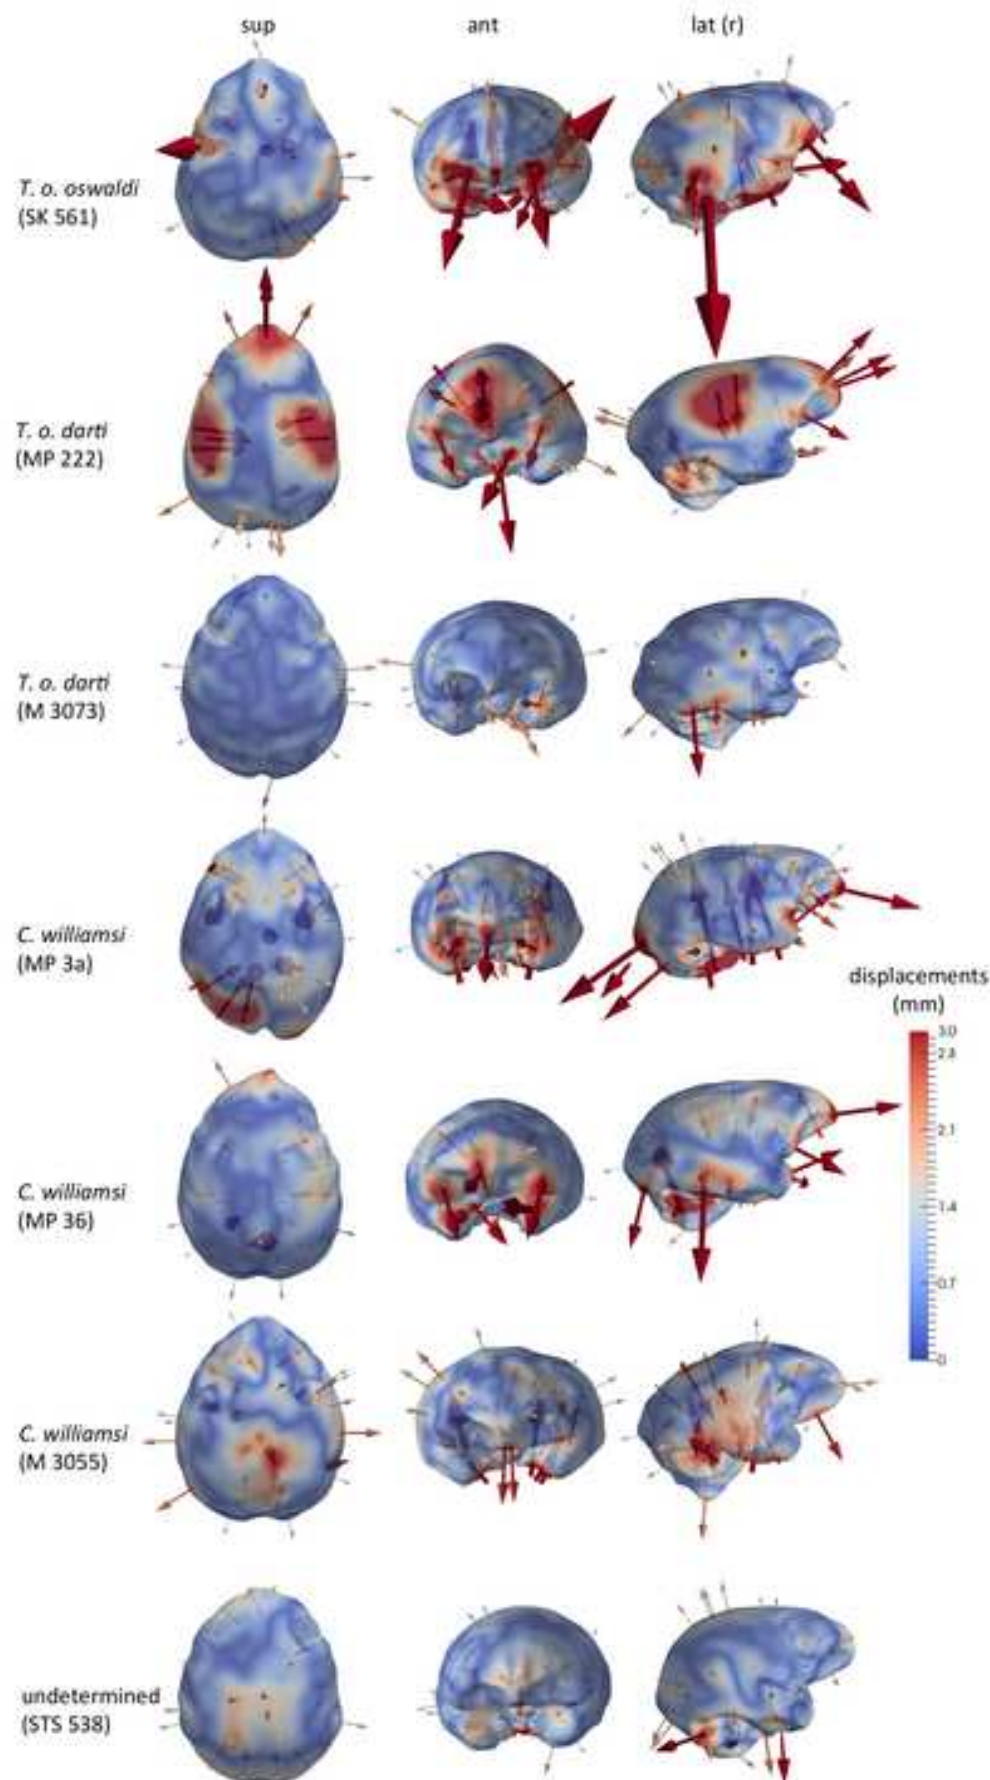 sup ant lat (r)
T. o. oswaldi
(SK 561)
T. o. darti
(MP 222)
T. o. darti
(M 3073)
C. williamsi
(MP 3a)
displacements
(mm)
3.0
2.8
2.1
1.4
0.7
0
C. williamsi
(MP 36)
C. williamsi
(M 3055)
undetermined
(STS 538)